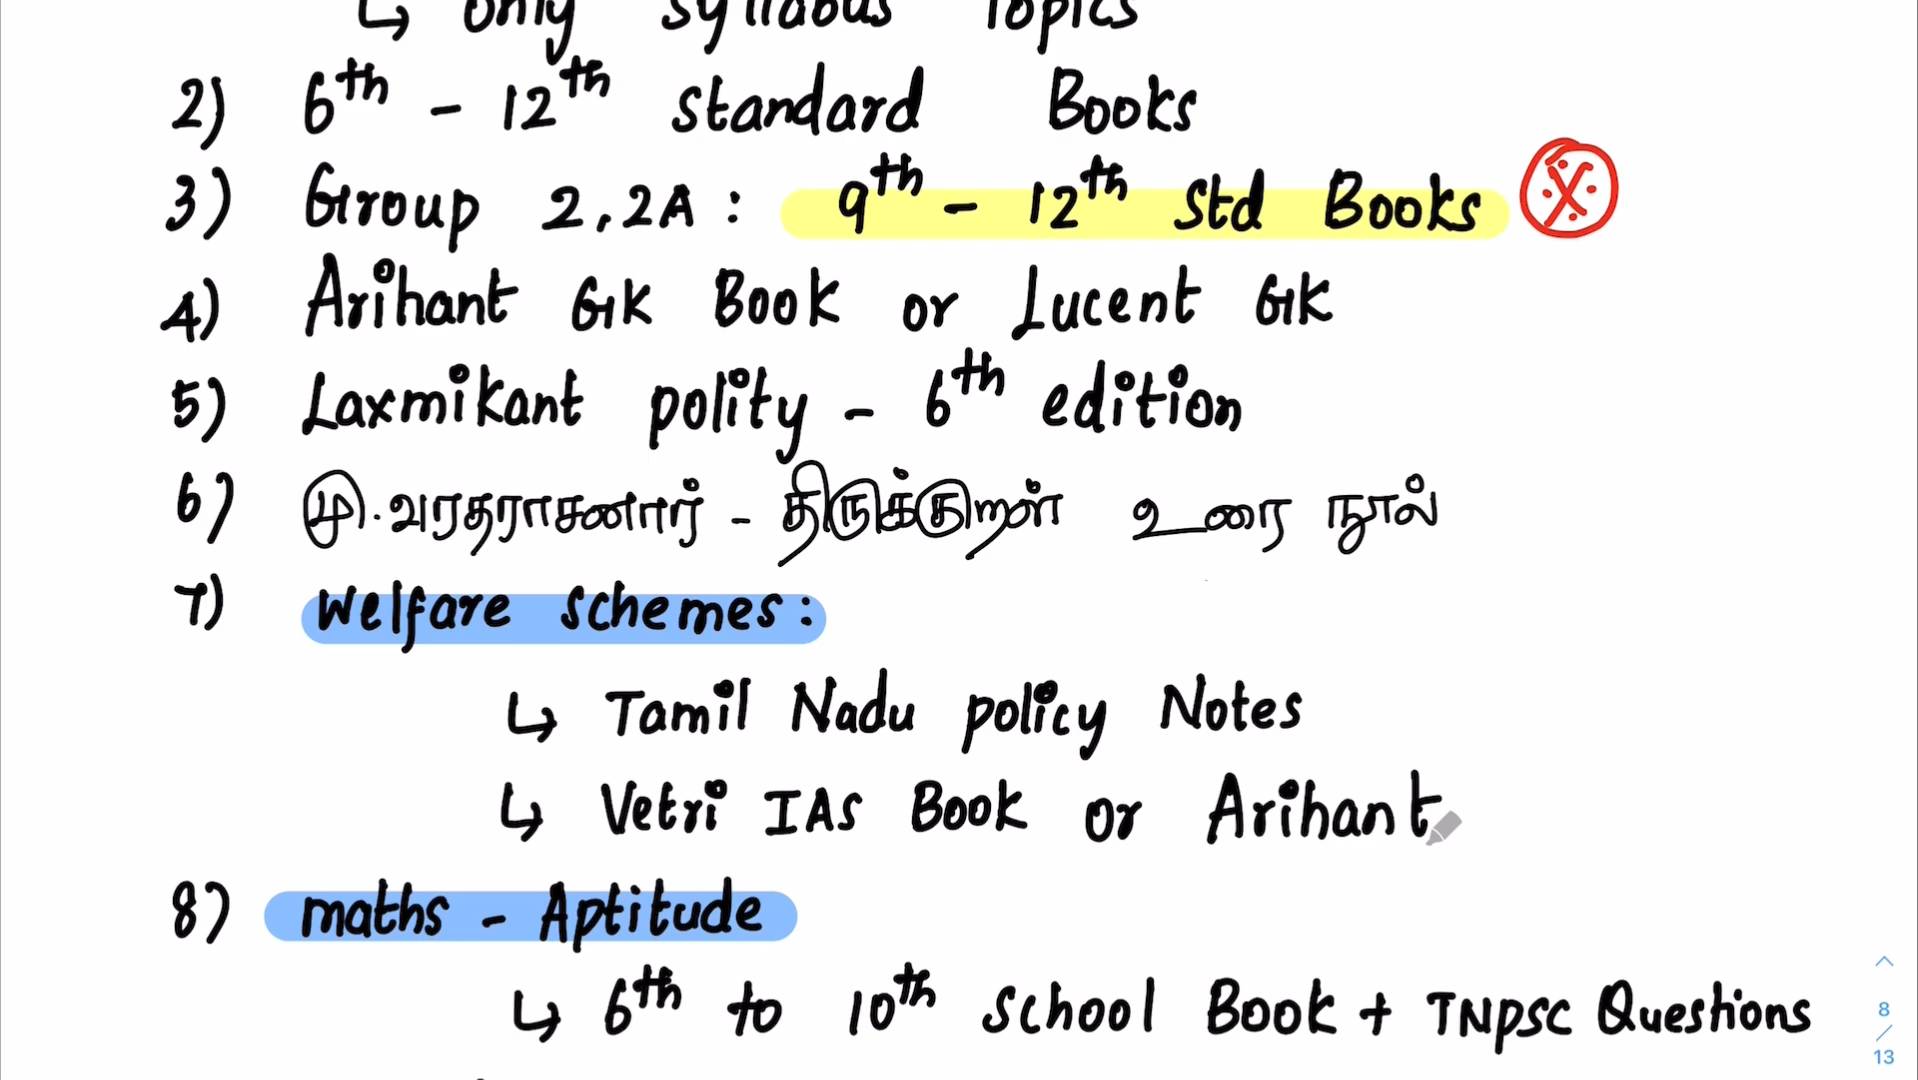 ↳ only syllabus Topics
2) 6th - 12th standard Books
3) Group 2,2A : 9th - 12th Std Books
4) Arihant GK Book or Lucent GK
5) Laxmikant polity - 6th edition
6) மு.வரதராசனார் - திருக்குறள் உரை நூல்
7) Welfare schemes :
↳ Tamil Nadu policy Notes
↳ Vetri IAS Book or Arihant
8) maths - Aptitude
↳ 6th to 10th School Book + TNPSC Questions
8
/
13